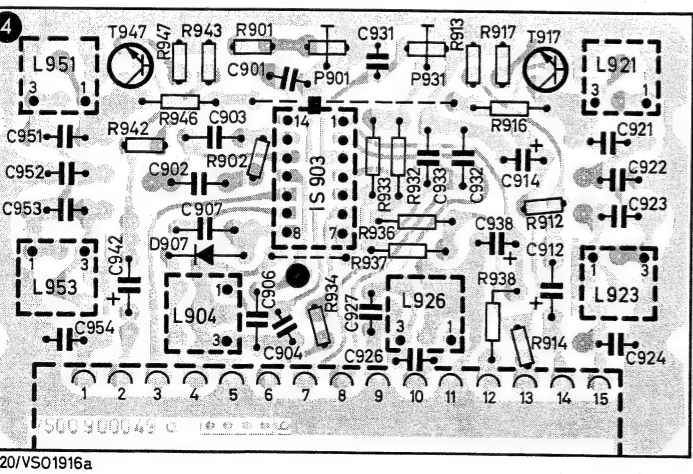 4
T947
R947
R943
R901
C931
R913
R917
T917
L951
3 1
C901
P901
P931
L921
3 1
R946
C903
14 1
R916
C951
R942
R902
IS 903
C921
C952
C902
R933
R932
C933
C932
C914
+
C922
C953
C907
8 7
R936
C938
+
R912
C923
D907
R937
1 3
L953
C942
+
1
L904
3
C906
C904
R934
C927
L926
3 1
R938
C912
+
1 3
L923
C954
C926
R914
C924
1 2 3 4 5 6 7 8 9 10 11 12 13 14 15
20/VSO1916a